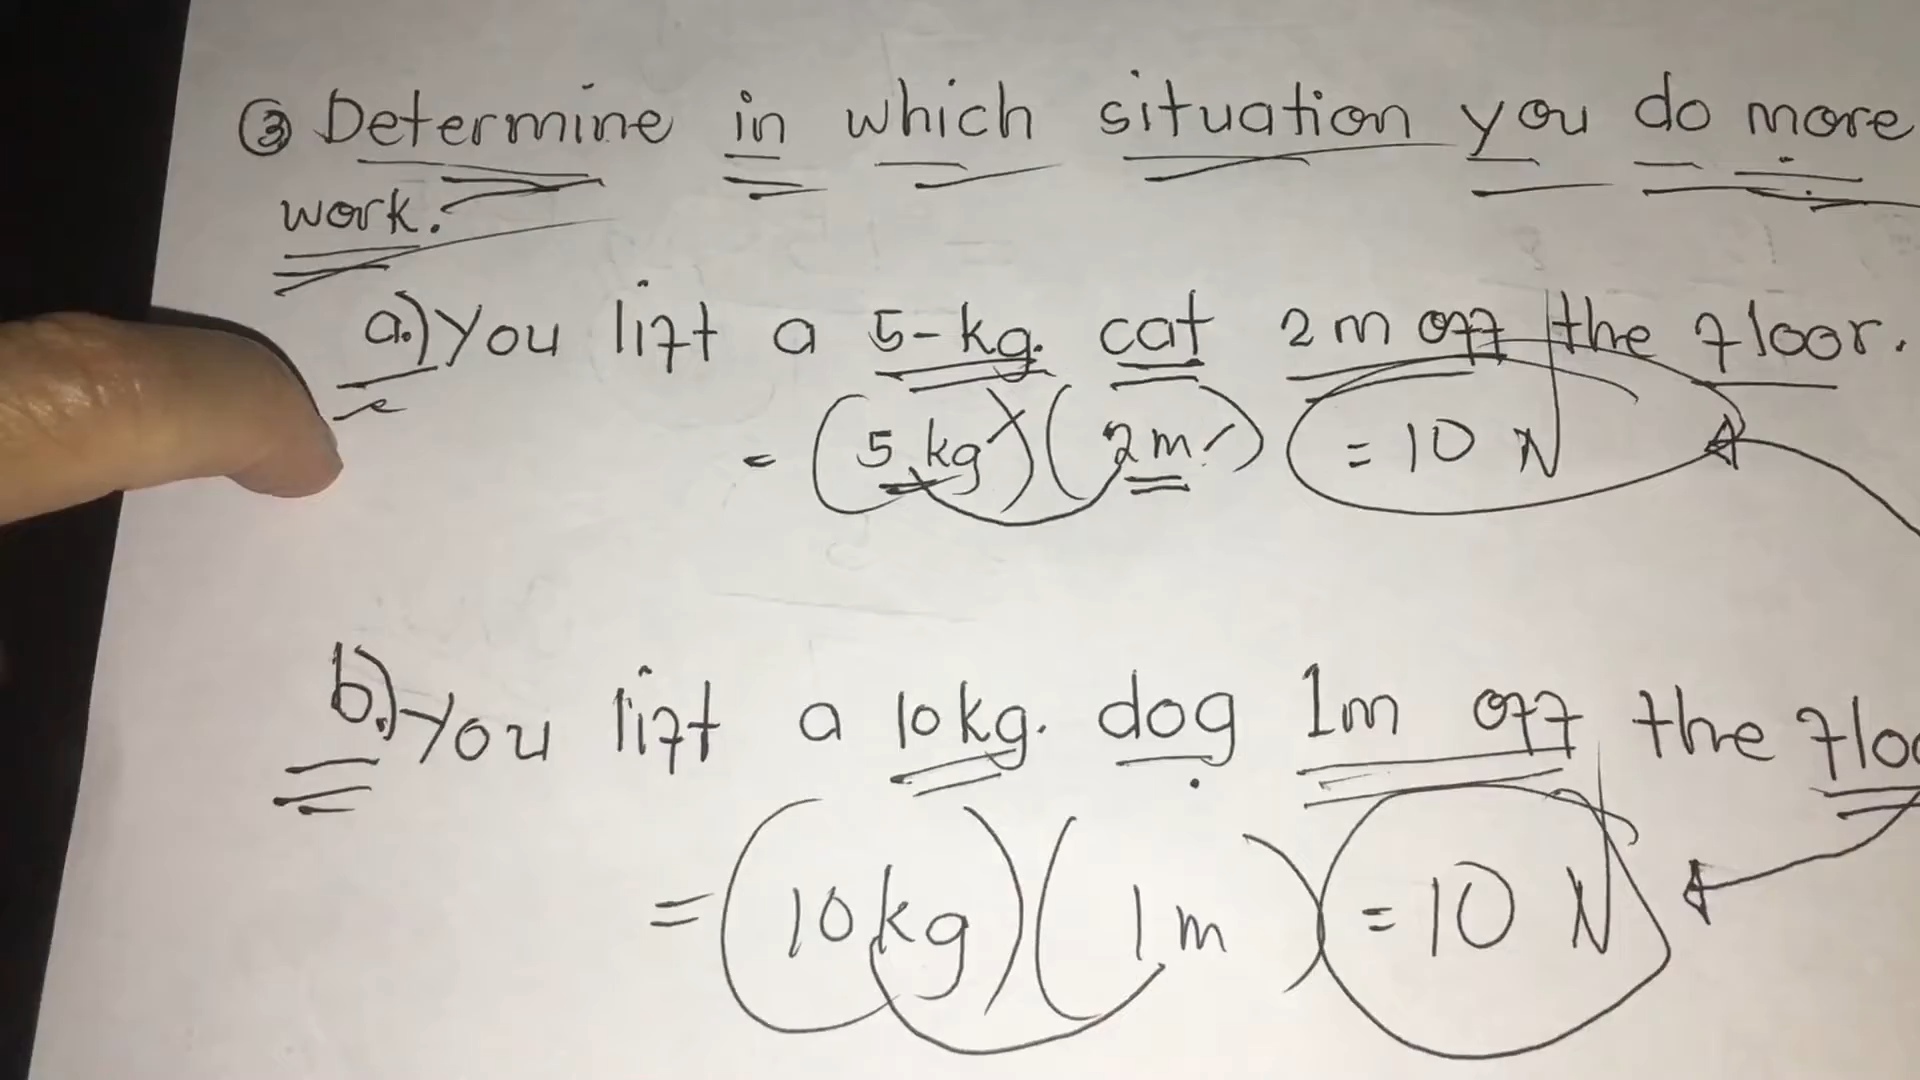 ③ Determine in which situation you do more
work.
a.) You lift a 5-kg. cat 2m off the floor.
= (5 kg)(2m) = 10 N
b.) You lift a 10kg. dog 1m off the floo
= (10kg)(1m) = 10 N